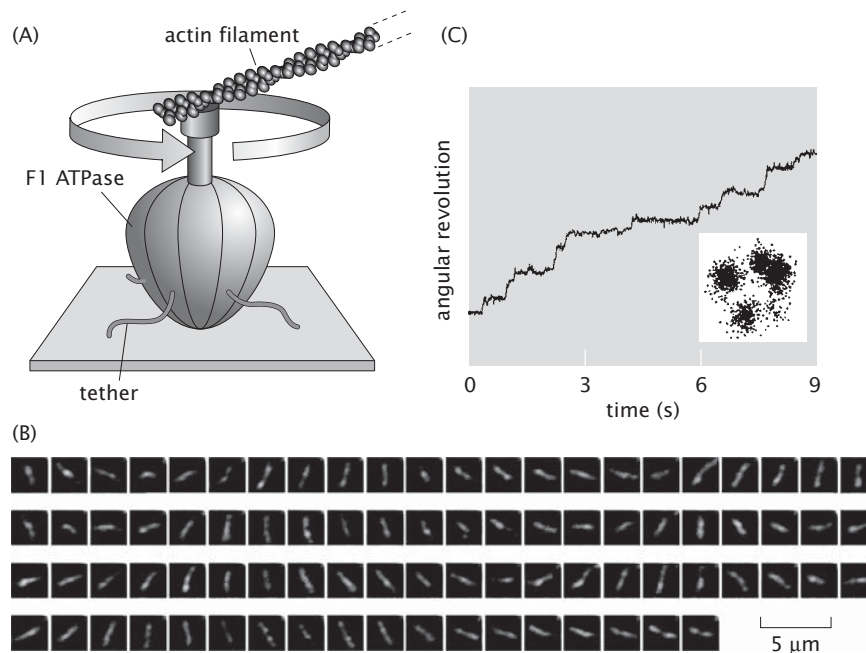 (A)
actin filament
F1 ATPase
tether
(C)
angular revolution
0 3 6 9
time (s)
(B)
5 μm